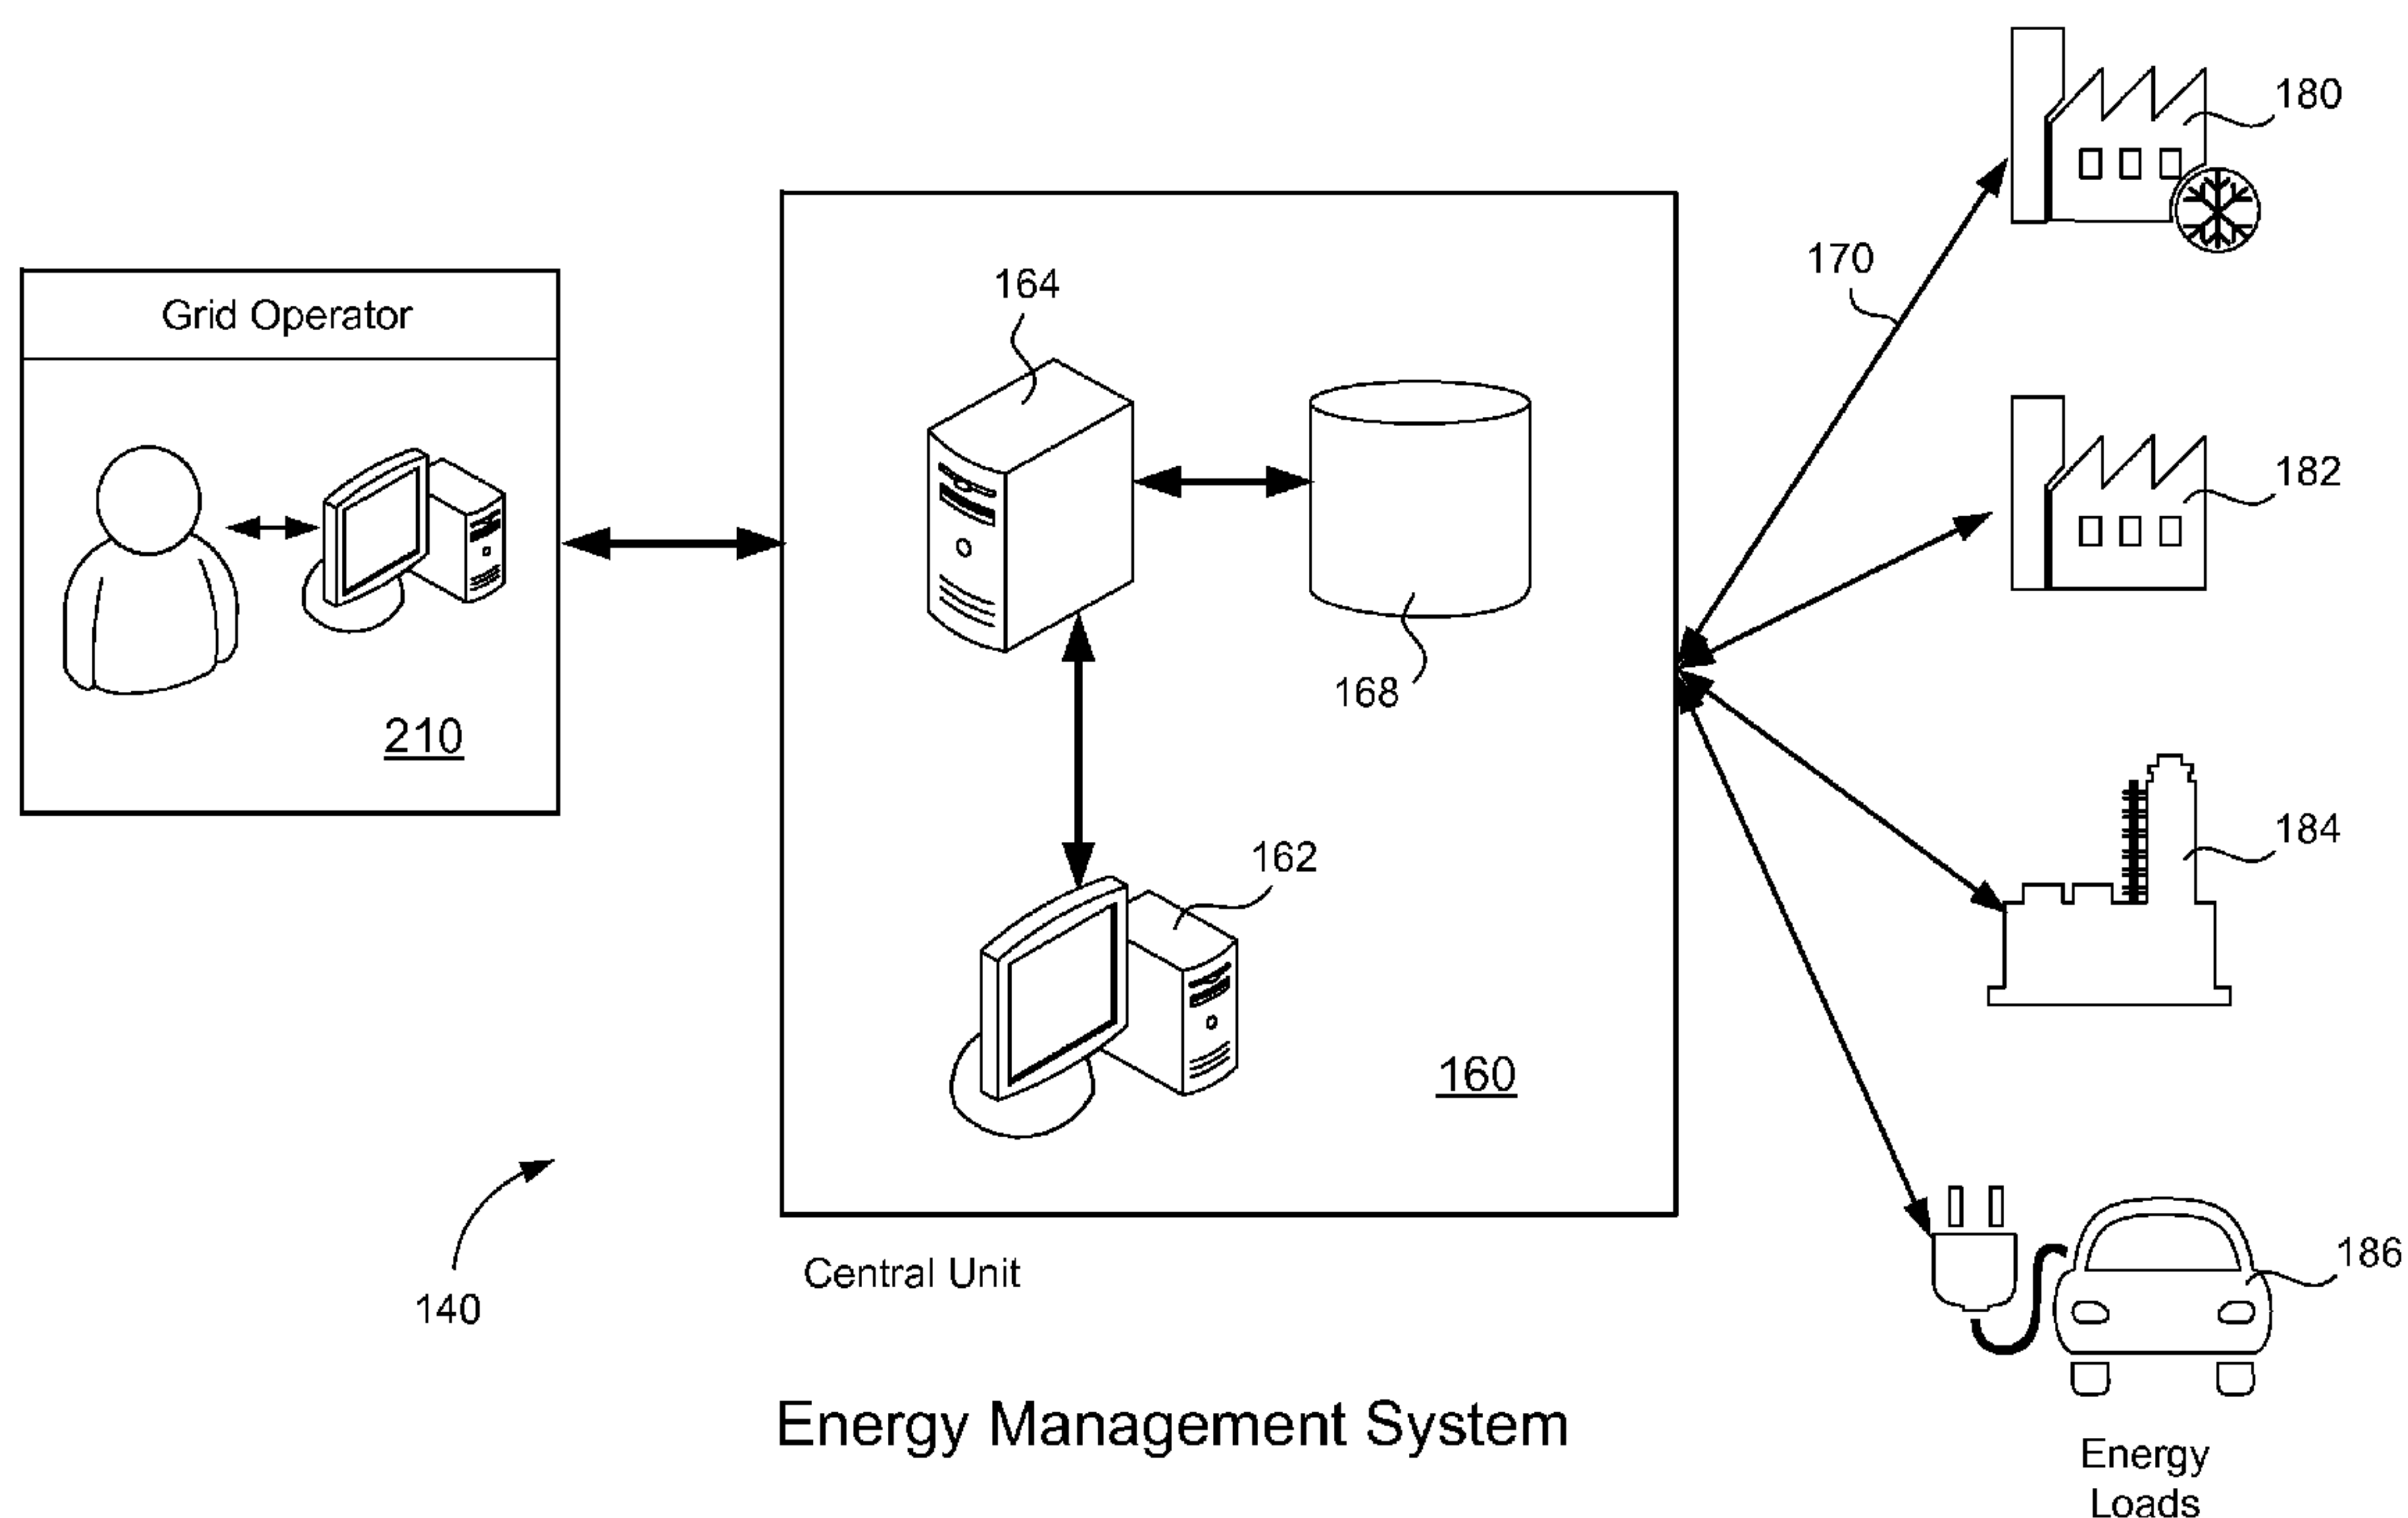 180
170
164
Grid Operator
182
168
210
184
162
160
186
Central Unit
140
Energy Management System
Energy
Loads